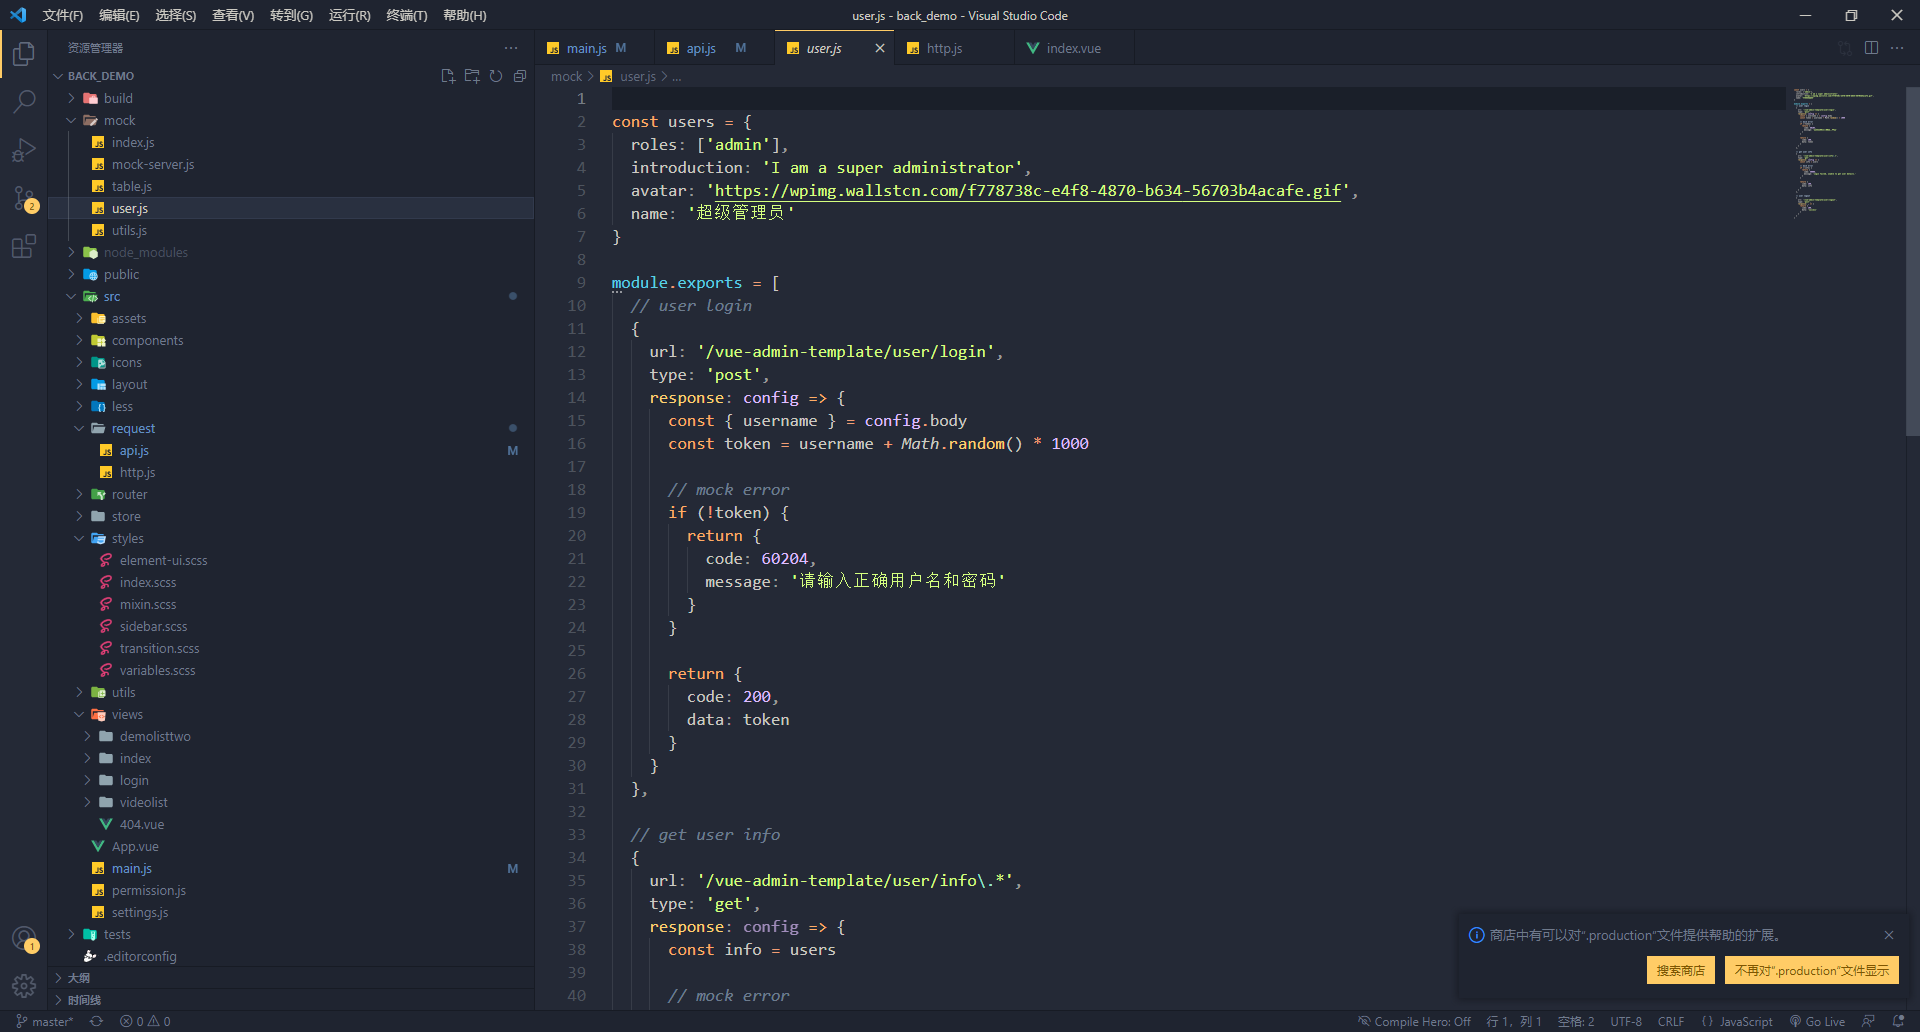 文件(F) 编辑(E) 选择(S) 查看(V) 转到(G) 运行(R) 终端(T) 帮助(H)
user.js - back_demo - Visual Studio Code
资源管理器
BACK_DEMO
build
mock
index.js
mock-server.js
table.js
user.js
utils.js
node_modules
public
src
assets
components
icons
layout
less
request
api.js M
http.js
router
store
styles
element-ui.scss
index.scss
mixin.scss
sidebar.scss
transition.scss
variables.scss
utils
views
demolisttwo
index
login
videolist
404.vue
App.vue
main.js M
permission.js
settings.js
tests
.editorconfig
大纲
时间线
2
1
main.js M api.js M user.js http.js index.vue
mock > user.js > ...
1
2 const users = {
3 roles: ['admin'],
4 introduction: 'I am a super administrator',
5 avatar: 'https://wpimg.wallstcn.com/f778738c-e4f8-4870-b634-56703b4acafe.gif',
6 name: '超级管理员'
7 }
8
9 module.exports = [
10 // user login
11 {
12 url: '/vue-admin-template/user/login',
13 type: 'post',
14 response: config => {
15 const { username } = config.body
16 const token = username + Math.random() * 1000
17
18 // mock error
19 if (!token) {
20 return {
21 code: 60204,
22 message: '请输入正确用户名和密码'
23 }
24 }
25
26 return {
27 code: 200,
28 data: token
29 }
30 }
31 },
32
33 // get user info
34 {
35 url: '/vue-admin-template/user/info\.*',
36 type: 'get',
37 response: config => {
38 const info = users
39
40 // mock error
商店中有可以对".production"文件提供帮助的扩展。
搜索商店 不再对".production"文件显示
master* 0 0
Compile Hero: Off 行 1，列 1 空格: 2 UTF-8 CRLF {} JavaScript Go Live